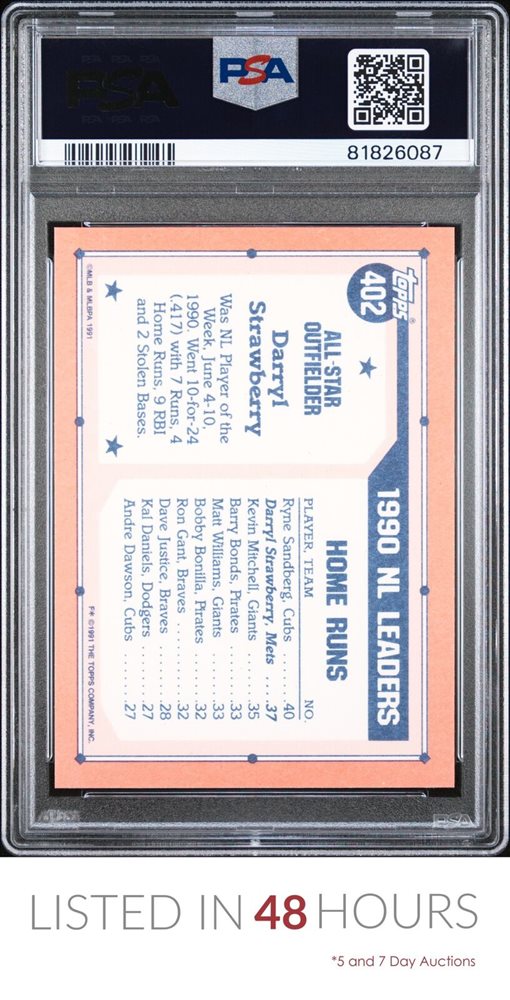 PSA
PSA
81826087
topps®
402
ALL-STAR
OUTFIELDER
Darryl
Strawberry
Was NL Player of the
Week, June 4-10,
1990. Went 10-for-24
(.417) with 7 Runs, 4
Home Runs, 9 RBI
and 2 Stolen Bases.
1990 NL LEADERS
HOME RUNS
PLAYER, TEAM NO.
Ryne Sandberg, Cubs . . . . . 40
Darryl Strawberry, Mets . . . . 37
Kevin Mitchell, Giants . . . . . 35
Barry Bonds, Pirates . . . . . . 33
Matt Williams, Giants . . . . . 33
Bobby Bonilla, Pirates . . . . . 32
Ron Gant, Braves . . . . . . . . 32
Dave Justice, Braves . . . . . . 28
Kal Daniels, Dodgers . . . . . . 27
Andre Dawson, Cubs . . . . . . 27
©MLB & MLBPA 1991
F* ©1991 THE TOPPS COMPANY, INC.
PSA
LISTED IN 48 HOURS
*5 and 7 Day Auctions